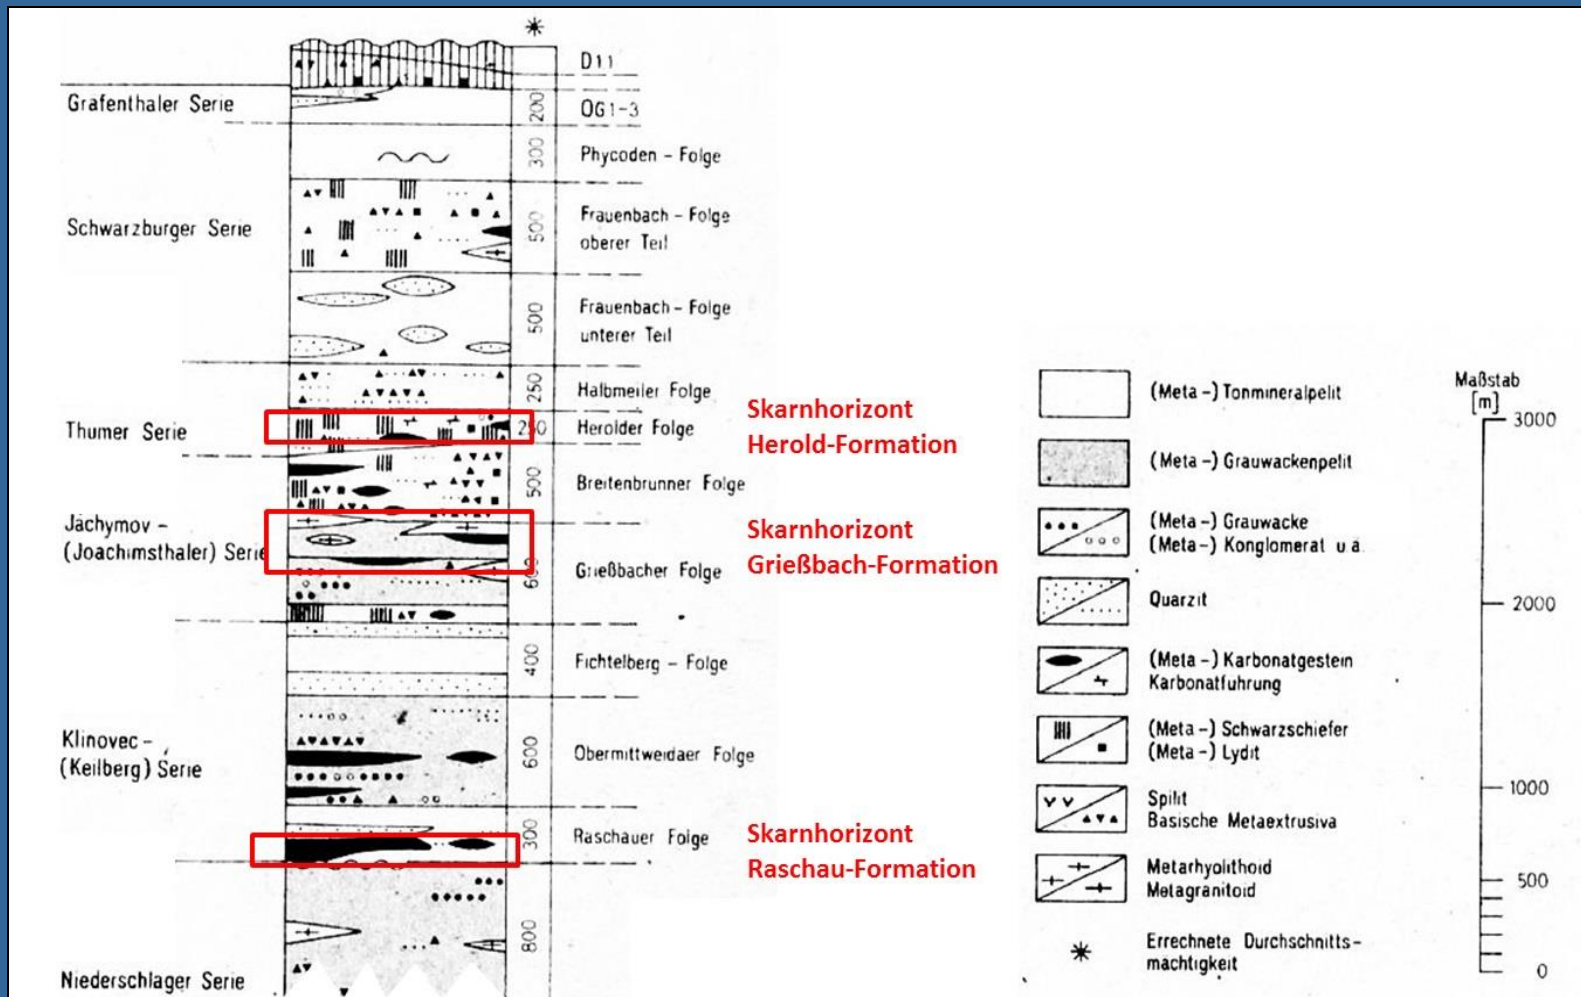 D11
Grafenthaler Serie
200
OG1-3
300
Phycoden - Folge
Schwarzburger Serie
500
Frauenbach - Folge
oberer Teil
500
Frauenbach - Folge
unterer Teil
250
Halbmeiler Folge
Thumer Serie
250
Herolder Folge
Skarnhorizont
Herold-Formation
500
Breitenbrunner Folge
Jáchymov -
(Joachimsthaler) Serie
600
Grießbacher Folge
Skarnhorizont
Grießbach-Formation
400
Fichtelberg - Folge
Klinovec -
(Keilberg) Serie
600
Obermittweidaer Folge
300
Raschauer Folge
Skarnhorizont
Raschau-Formation
800
Niederschlager Serie
(Meta-) Tonmineralpelit
(Meta-) Grauwackenpelit
(Meta-) Grauwacke
(Meta-) Konglomerat u.ä.
Quarzit
(Meta-) Karbonatgestein
Karbonatfuhrung
(Meta-) Schwarzschiefer
(Meta-) Lydit
Spilit
Basische Metaextrusiva
Metarhyolithoid
Metagranitoid
Errechnete Durchschnitts-
machtigkeit
Maßstab
[m]
3000
2000
1000
500
0